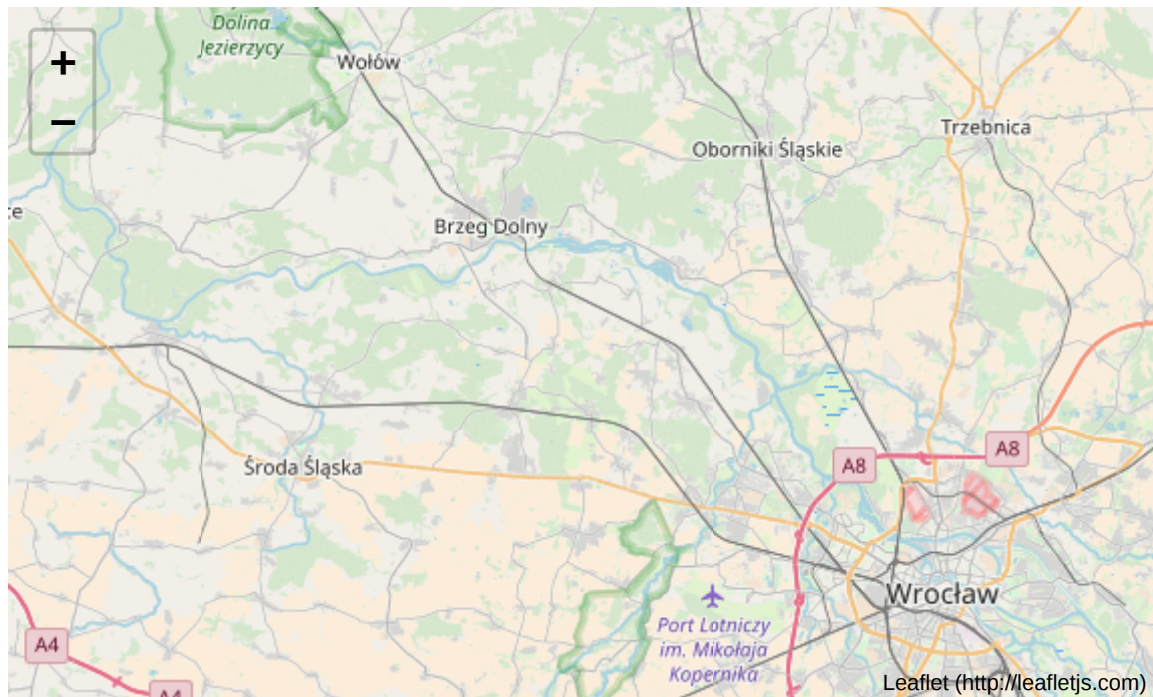 Dolina
Jezierzycy
+
Wołów
−
Trzebnica
Oborniki Śląskie
Brzeg Dolny
A8
A8
Środa Śląska
Wrocław
Port Lotniczy
im. Mikołaja
Kopernika
A4
A4
Leaflet (http://leafletjs.com)